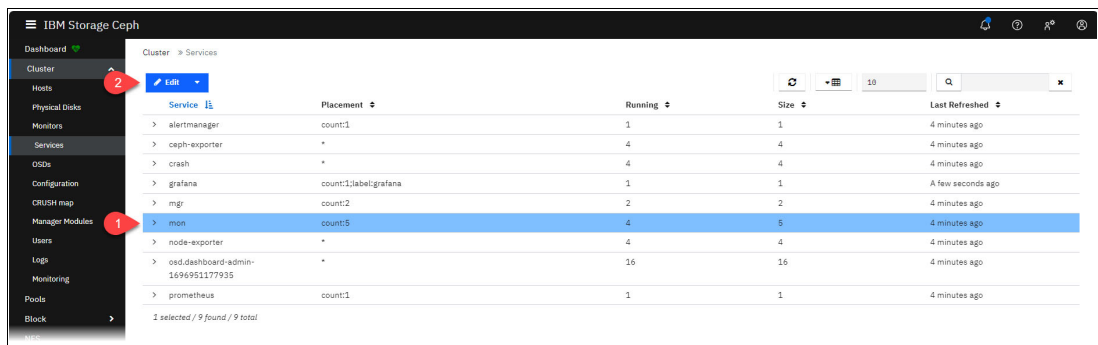 IBM Storage Ceph
Dashboard
Cluster
Hosts
Physical Disks
Monitors
Services
OSDs
Configuration
CRUSH map
Manager Modules
Users
Logs
Monitoring
Pools
Block
NFS
Cluster » Services
2
Edit
10
Service Placement Running Size Last Refreshed
alertmanager count:1 1 1 4 minutes ago
ceph-exporter * 4 4 4 minutes ago
crash * 4 4 4 minutes ago
grafana count:1;label:grafana 1 1 A few seconds ago
mgr count:2 2 2 4 minutes ago
1
mon count:5 4 5 4 minutes ago
node-exporter * 4 4 4 minutes ago
osd.dashboard-admin- * 16 16 4 minutes ago
1696951177935
prometheus count:1 1 1 4 minutes ago
1 selected / 9 found / 9 total